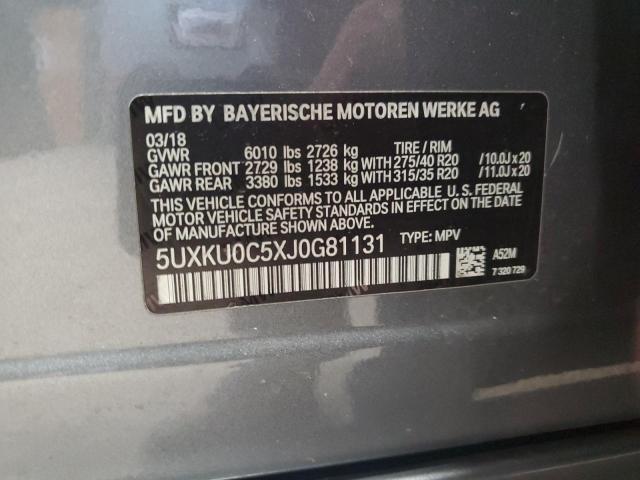 MFD BY BAYERISCHE MOTOREN WERKE AG
03/18
GVWR 6010 lbs 2726 kg TIRE / RIM
GAWR FRONT 2729 lbs 1238 kg WITH 275/40 R20 /10.0J x 20
GAWR REAR 3380 lbs 1533 kg WITH 315/35 R20 /11.0J x 20
THIS VEHICLE CONFORMS TO ALL APPLICABLE U.S. FEDERAL
MOTOR VEHICLE SAFETY STANDARDS IN EFFECT ON THE DATE
OF MANUFACTURE SHOWN ABOVE.
5UXKU0C5XJ0G81131 TYPE: MPV
A52M
7 320 729